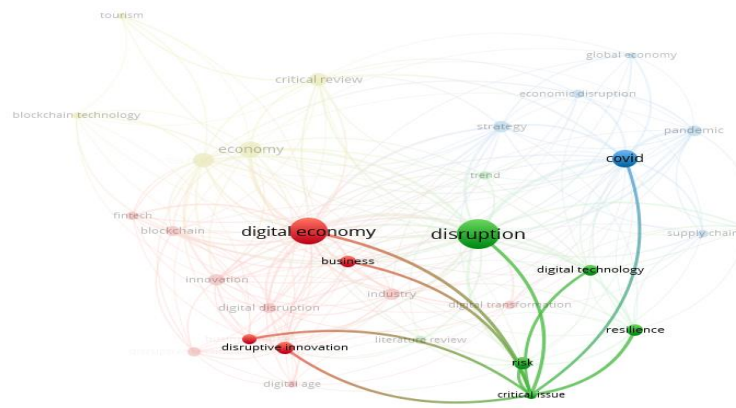 tourism
global economy
critical review
economic disruption
blockchain technology
strategy
pandemic
economy
covid
trend
fintech
blockchain
digital economy
disruption
supply chain
business
digital technology
innovation
industry
digital disruption
digital transformation
resilience
literature review
disruptive innovation
risk
digital age
critical issue